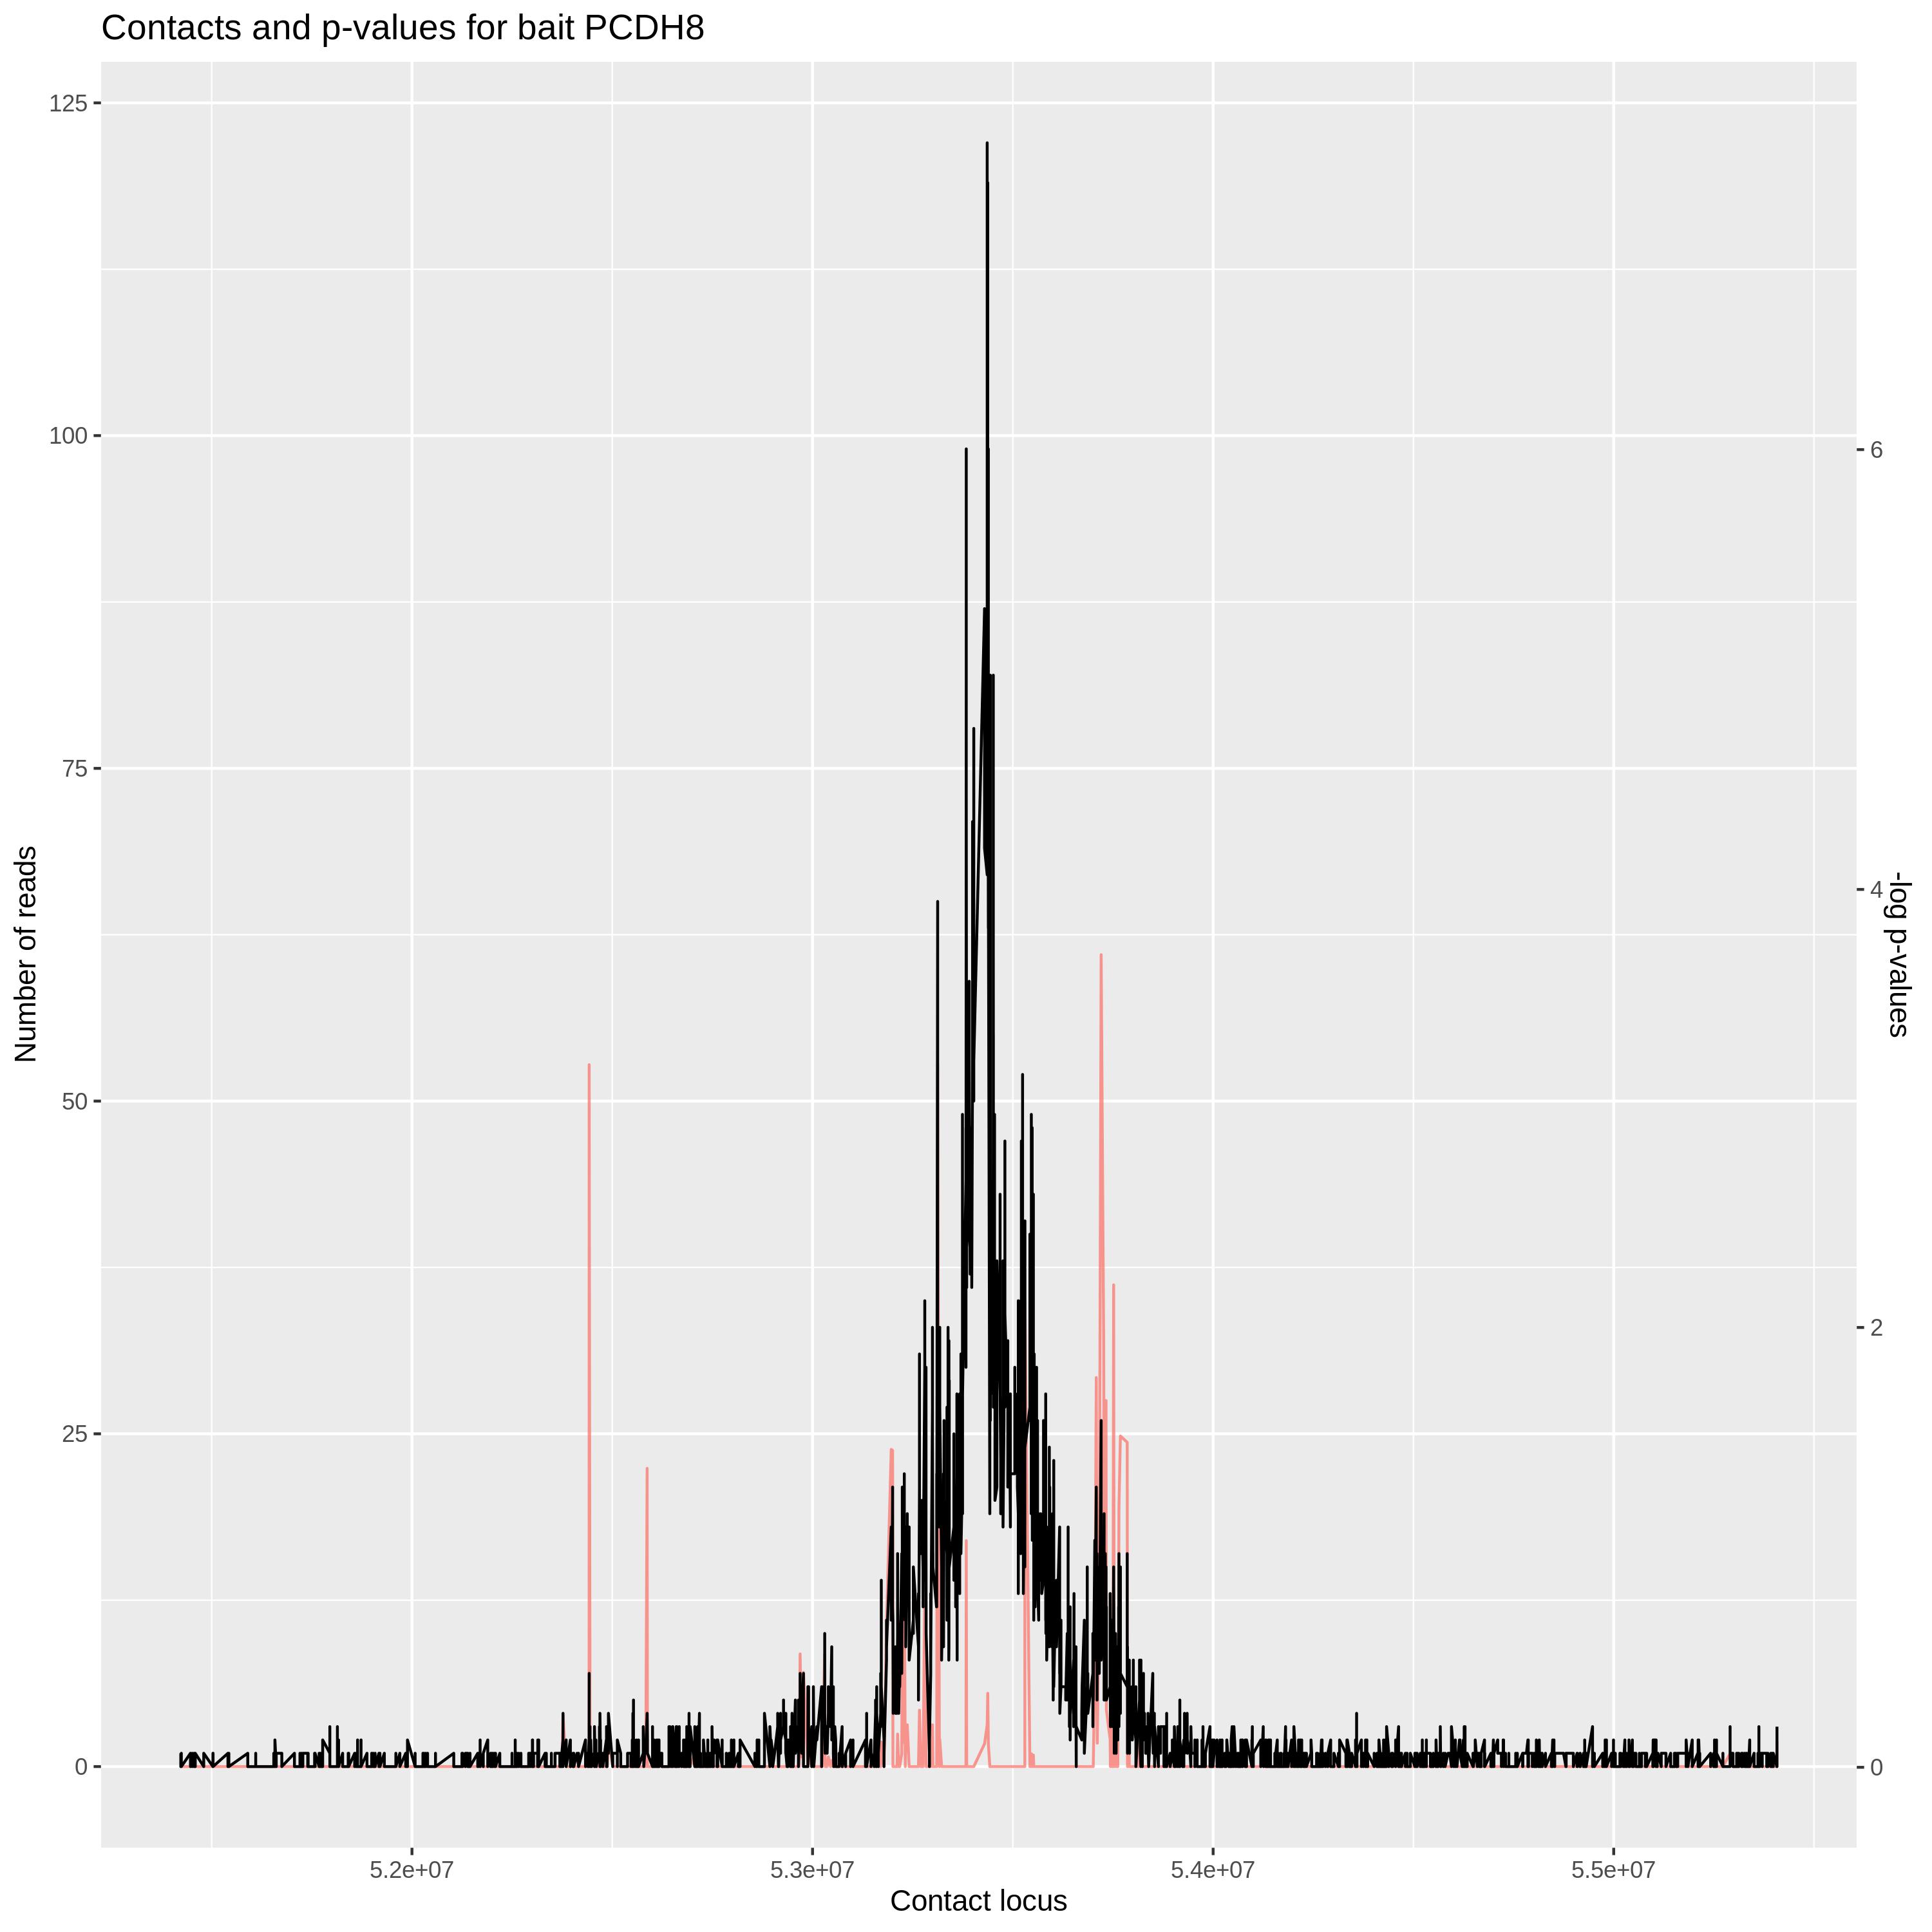 Contacts and p-values for bait PCDH8
125
100
75
50
25
0
Number of reads
6
4
2
0
-log p-values
5.2e+07
5.3e+07
5.4e+07
5.5e+07
Contact locus